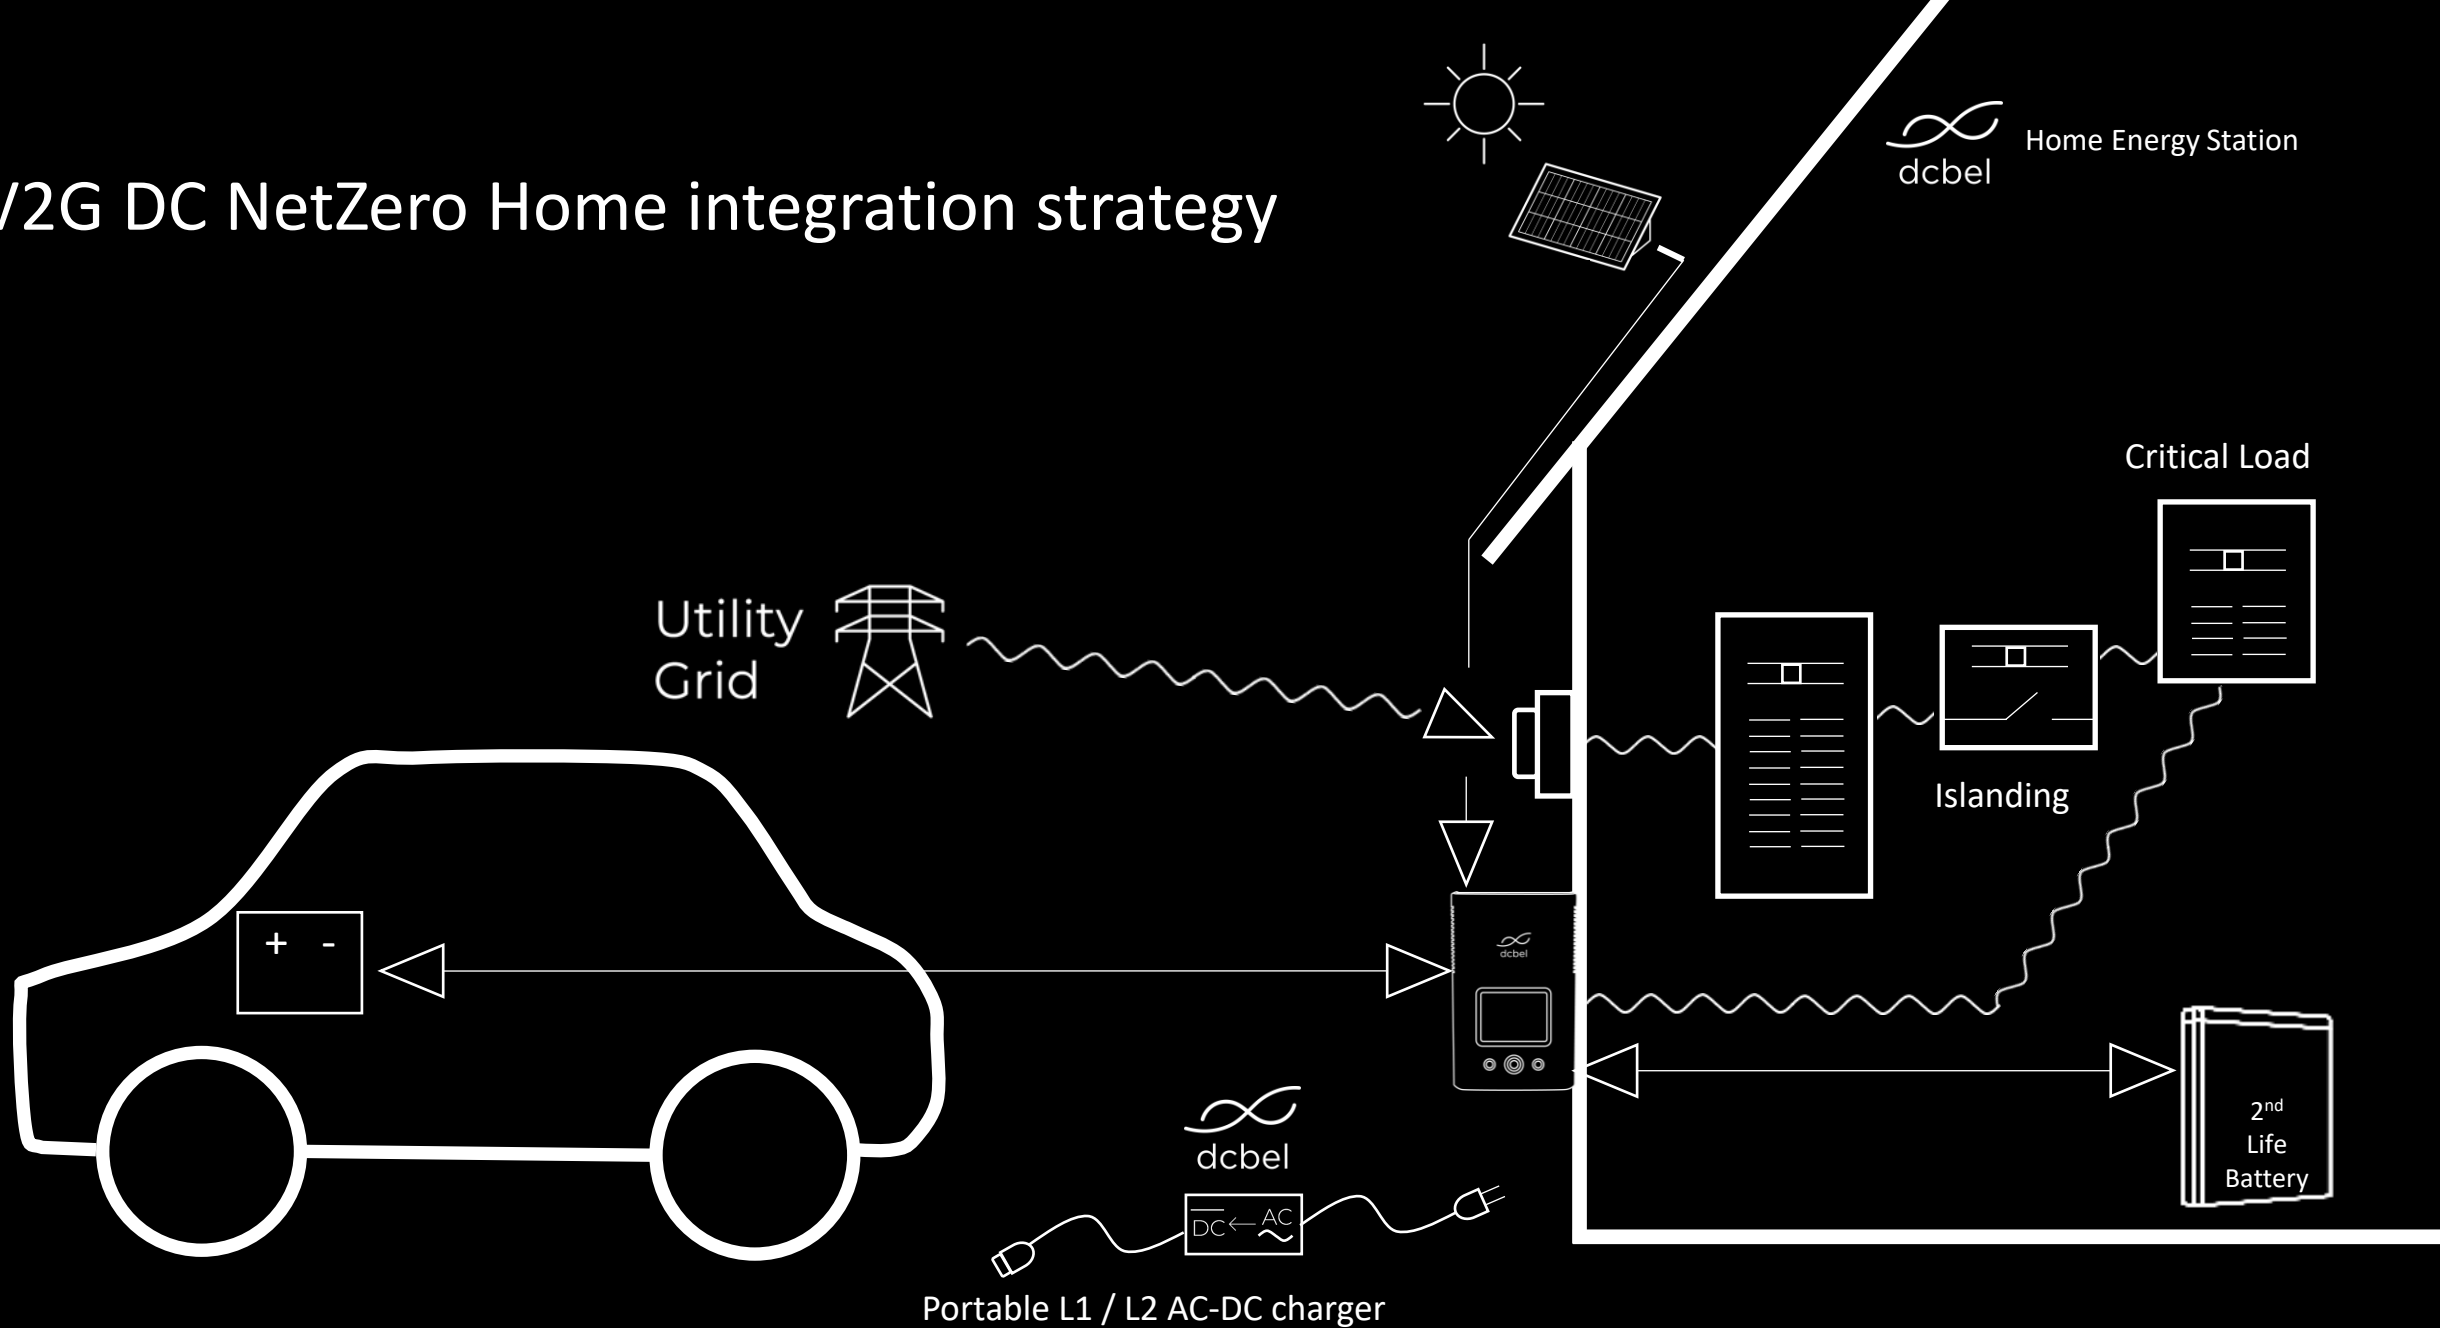 V2G DC NetZero Home integration strategy
dcbel
Home Energy Station
Critical Load
Utility
Grid
Islanding
+ -
dcbel
dcbel
DC ← AC
2nd
Life
Battery
Portable L1 / L2 AC-DC charger